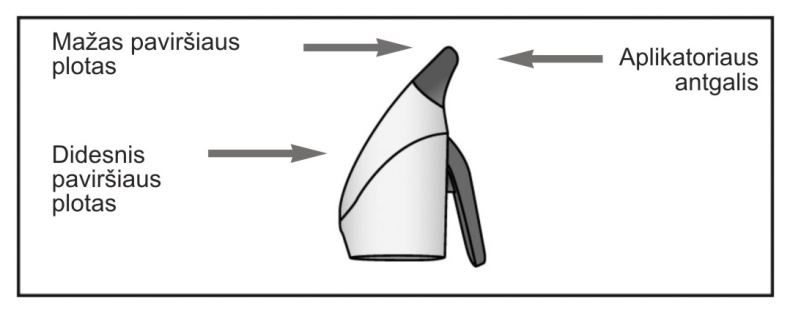 Mažas paviršiaus
plotas
Aplikatoriaus
antgalis
Didesnis
paviršiaus
plotas